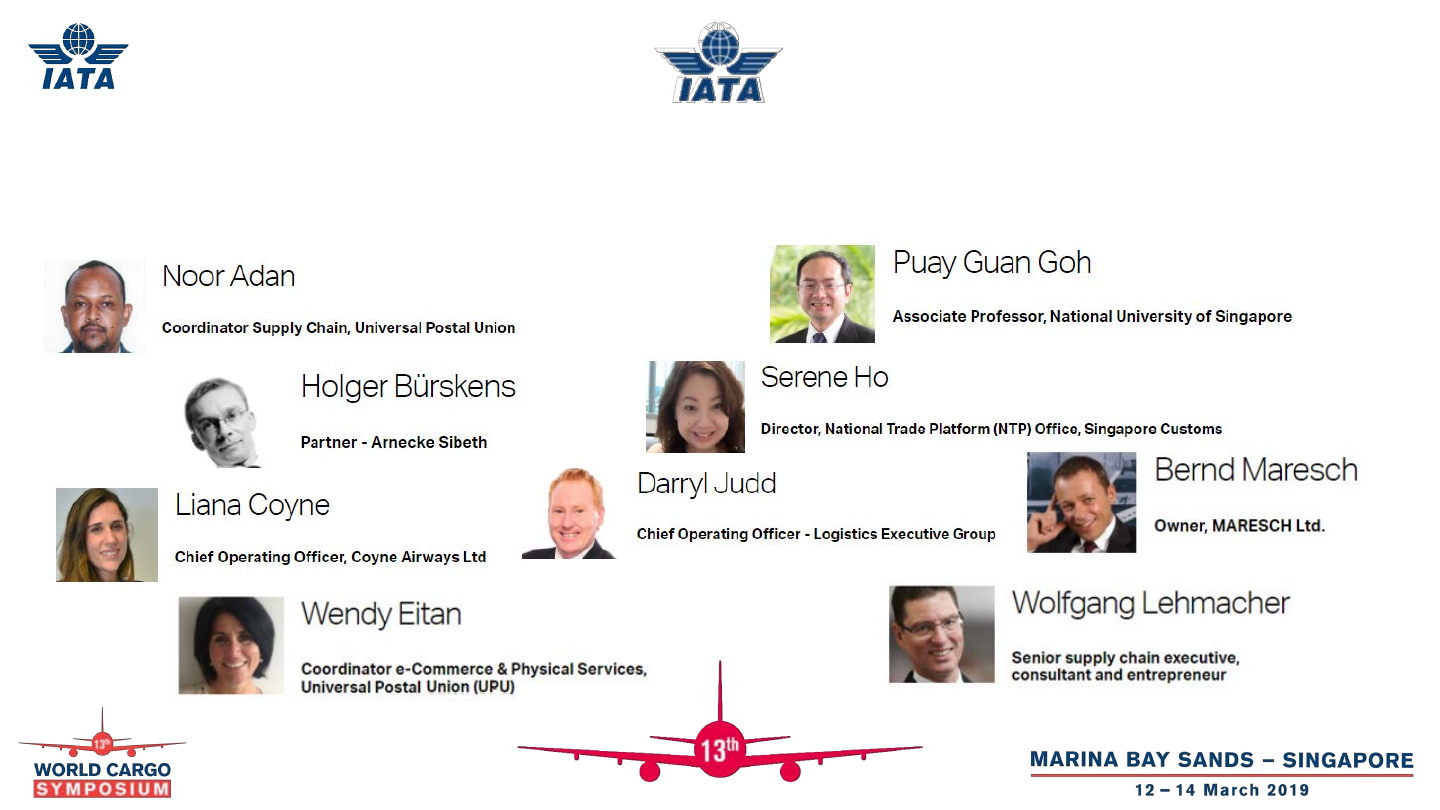 IATA
IATA
Noor Adan
Coordinator Supply Chain, Universal Postal Union
Puay Guan Goh
Associate Professor, National University of Singapore
Holger Bürskens
Partner - Arnecke Sibeth
Serene Ho
Director, National Trade Platform (NTP) Office, Singapore Customs
Liana Coyne
Chief Operating Officer, Coyne Airways Ltd
Darryl Judd
Chief Operating Officer - Logistics Executive Group
Bernd Maresch
Owner, MARESCH Ltd.
Wendy Eitan
Coordinator e-Commerce & Physical Services,
Universal Postal Union (UPU)
Wolfgang Lehmacher
Senior supply chain executive,
consultant and entrepreneur
13th
WORLD CARGO
SYMPOSIUM
13th
MARINA BAY SANDS – SINGAPORE
12 – 14 March 2019